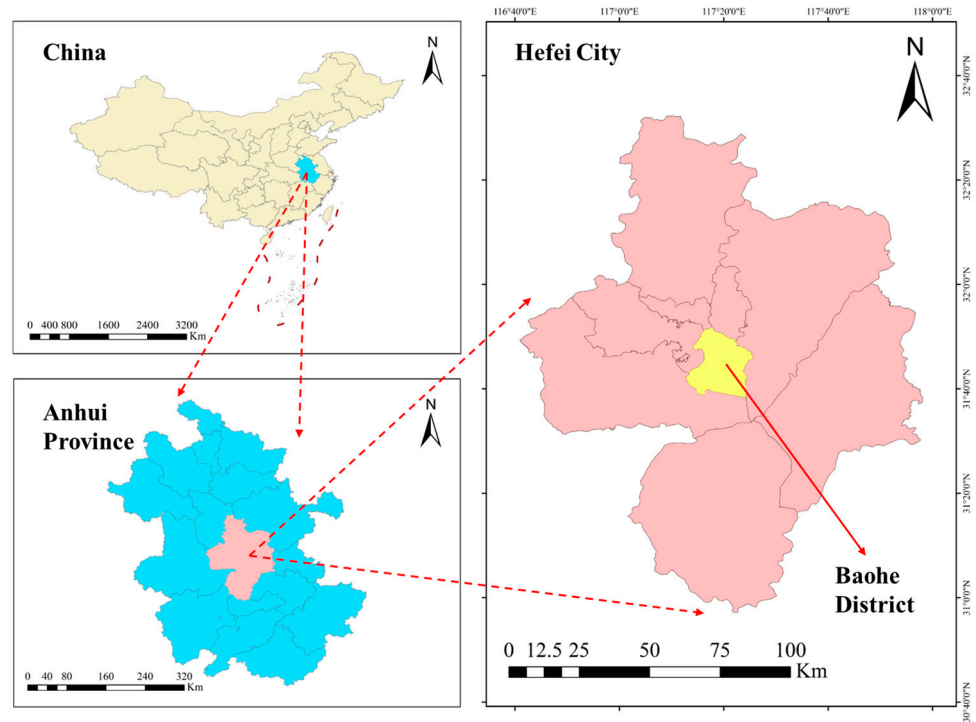 China
N
0 400 800 1600 2400 3200
Km
Anhui
Province
N
0 20 40 80 160 240 320
Km
116°40'0"E 117°0'0"E 117°20'0"E 117°40'0"E 118°0'0"E
Hefei City
N
32°40'0"N
32°20'0"N
32°0'0"N
31°40'0"N
31°20'0"N
31°0'0"N
30°40'0"N
Baohe
District
0 12.5 25 50 75 100
Km